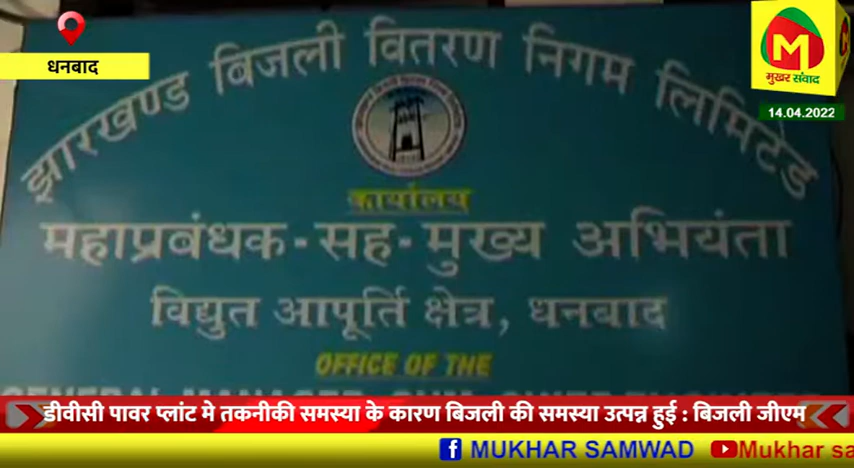 धनबाद
M
मुखर संवाद
14.04.2022
झारखण्ड बिजली वितरण निगम लिमिटेड
कार्यालय
महाप्रबंधक - सह - मुख्य अभियंता
विद्युत आपूर्ति क्षेत्र, धनबाद
OFFICE OF THE
डीवीसी पावर प्लांट मे तकनीकी समस्या के कारण बिजली की समस्या उत्पन्न हुई : बिजली जीएम
f MUKHAR SAMWAD Mukhar sa